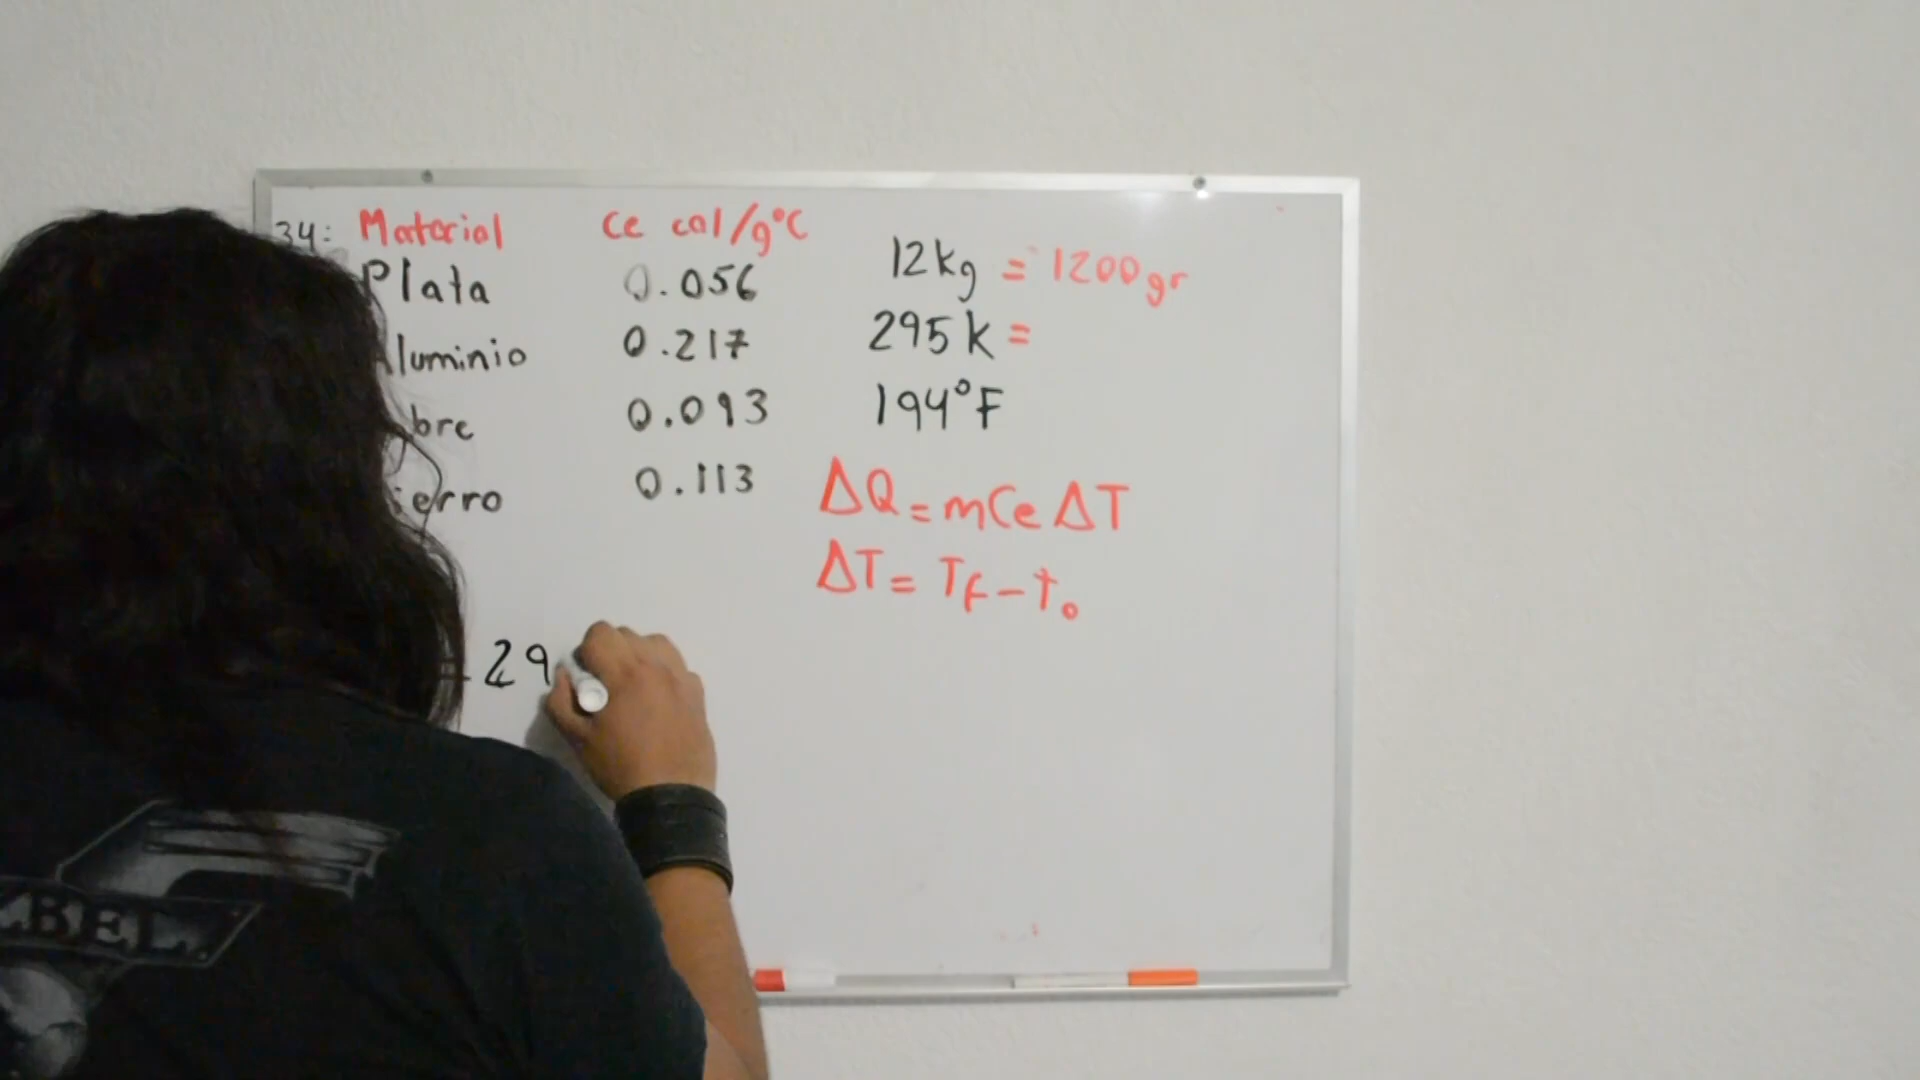 34: Material Ce cal/g°C
Plata 0.056
Aluminio 0.217
bre 0.093
ierro 0.113
12kg = 1200gr
295k =
194°F
ΔQ = mCe ΔT
ΔT = Tf - T₀
= 29
ZBEL